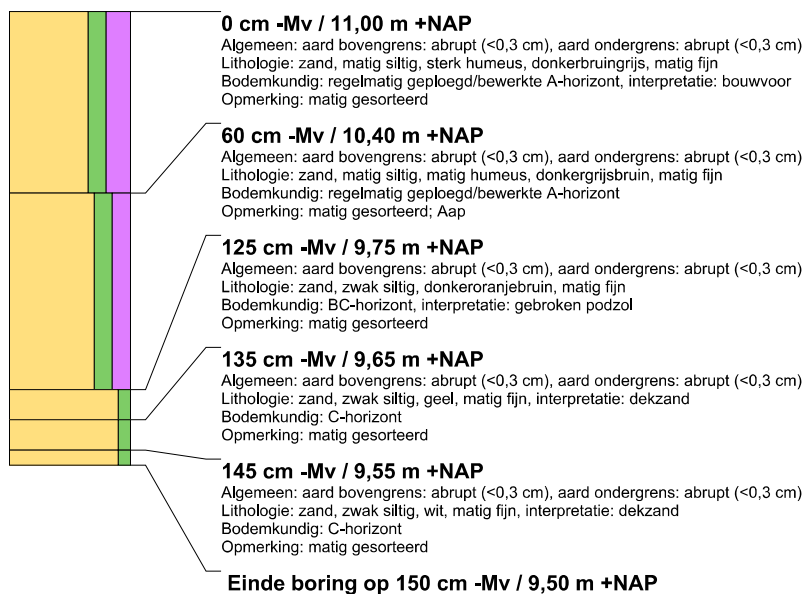 0 cm -Mv / 11,00 m +NAP
Algemeen: aard bovengrens: abrupt (<0,3 cm), aard ondergrens: abrupt (<0,3 cm)
Lithologie: zand, matig siltig, sterk humeus, donkerbruingrijs, matig fijn
Bodemkundig: regelmatig geploegd/bewerkte A-horizont, interpretatie: bouwvoor
Opmerking: matig gesorteerd
60 cm -Mv / 10,40 m +NAP
Algemeen: aard bovengrens: abrupt (<0,3 cm), aard ondergrens: abrupt (<0,3 cm)
Lithologie: zand, matig siltig, matig humeus, donkergrijsbruin, matig fijn
Bodemkundig: regelmatig geploegd/bewerkte A-horizont
Opmerking: matig gesorteerd; Aap
125 cm -Mv / 9,75 m +NAP
Algemeen: aard bovengrens: abrupt (<0,3 cm), aard ondergrens: abrupt (<0,3 cm)
Lithologie: zand, zwak siltig, donkeroranjebruin, matig fijn
Bodemkundig: BC-horizont, interpretatie: gebroken podzol
Opmerking: matig gesorteerd
135 cm -Mv / 9,65 m +NAP
Algemeen: aard bovengrens: abrupt (<0,3 cm), aard ondergrens: abrupt (<0,3 cm)
Lithologie: zand, zwak siltig, geel, matig fijn, interpretatie: dekzand
Bodemkundig: C-horizont
Opmerking: matig gesorteerd
145 cm -Mv / 9,55 m +NAP
Algemeen: aard bovengrens: abrupt (<0,3 cm), aard ondergrens: abrupt (<0,3 cm)
Lithologie: zand, zwak siltig, wit, matig fijn, interpretatie: dekzand
Bodemkundig: C-horizont
Opmerking: matig gesorteerd
Einde boring op 150 cm -Mv / 9,50 m +NAP